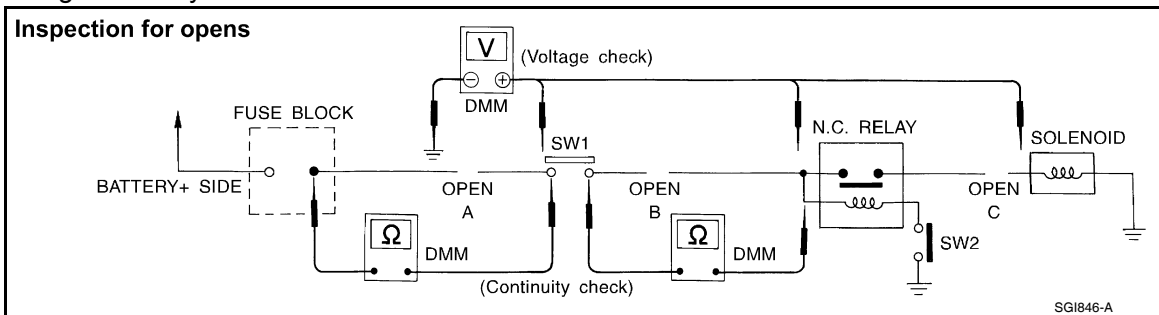 Inspection for opens
V
(Voltage check)
DMM
FUSE BLOCK
N.C. RELAY
SW1
SOLENOID
BATTERY+ SIDE
OPEN
A
OPEN
B
OPEN
C
Ω
DMM
Ω
DMM
SW2
(Continuity check)
SGI846-A